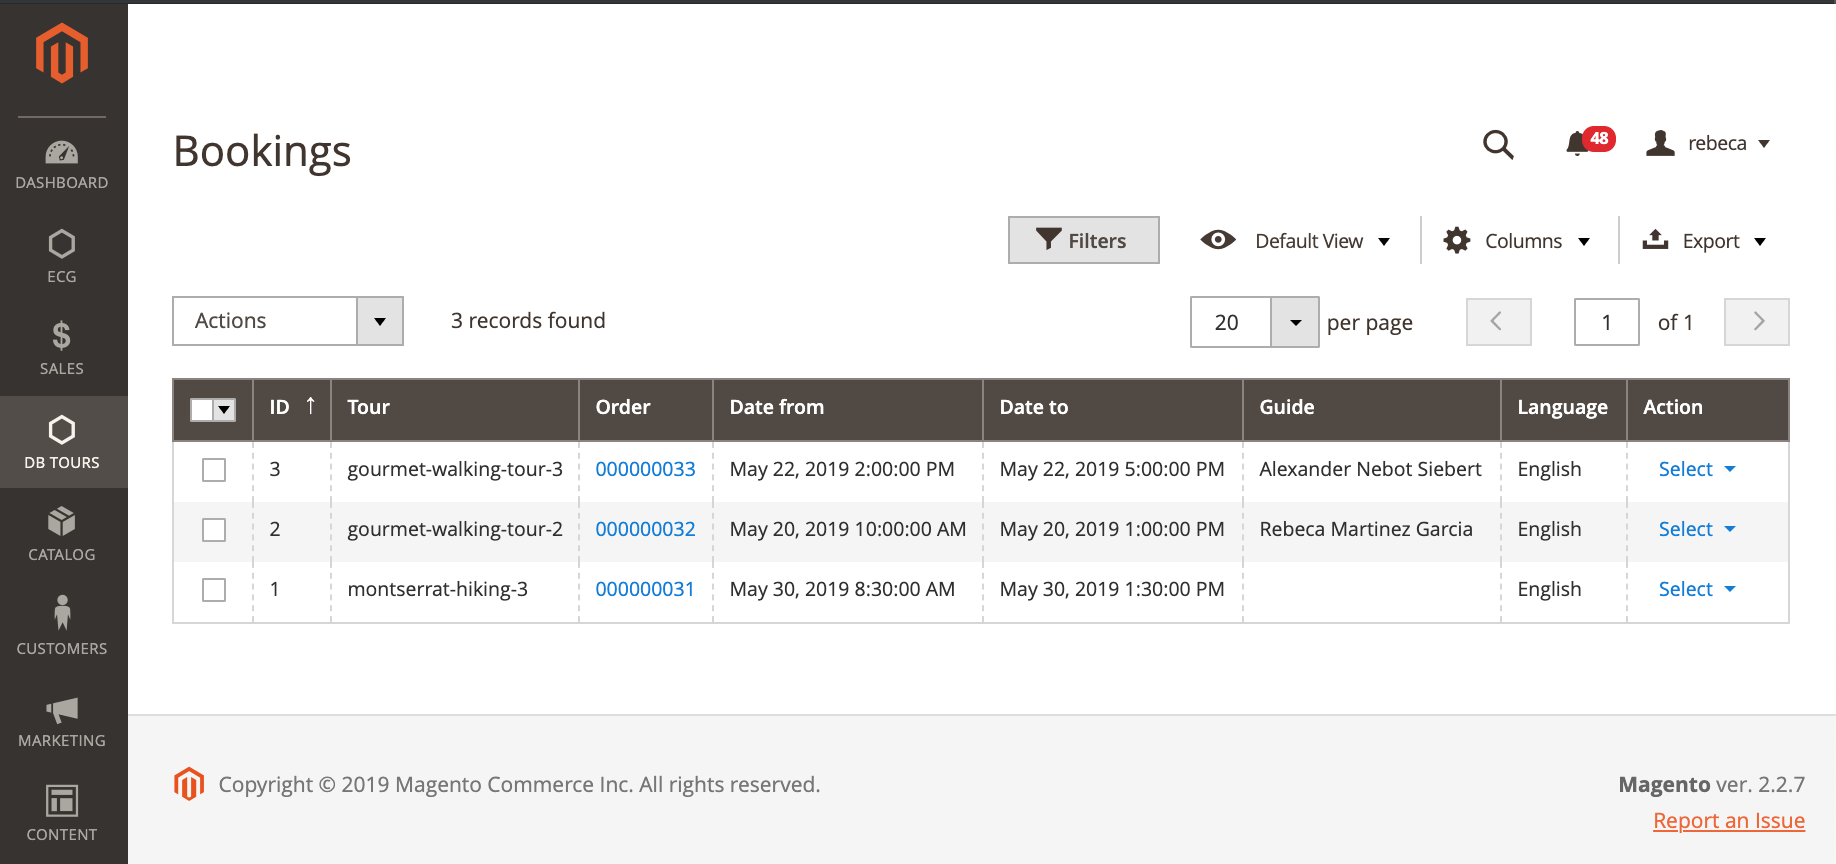 DASHBOARD
ECG
SALES
DB TOURS
CATALOG
CUSTOMERS
MARKETING
CONTENT
Bookings
48
rebeca
Filters
Default View
Columns
Export
Actions
3 records found
20
per page
1
of 1
ID ↑ Tour Order Date from Date to Guide Language Action
3 gourmet-walking-tour-3 000000033 May 22, 2019 2:00:00 PM May 22, 2019 5:00:00 PM Alexander Nebot Siebert English Select
2 gourmet-walking-tour-2 000000032 May 20, 2019 10:00:00 AM May 20, 2019 1:00:00 PM Rebeca Martinez Garcia English Select
1 montserrat-hiking-3 000000031 May 30, 2019 8:30:00 AM May 30, 2019 1:30:00 PM English Select
Copyright © 2019 Magento Commerce Inc. All rights reserved.
Magento ver. 2.2.7
Report an Issue